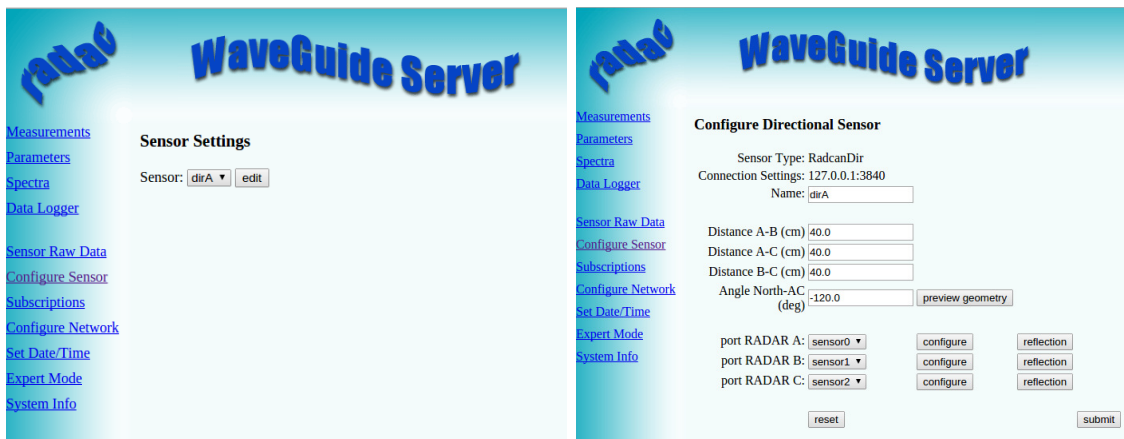 radac
WaveGuide Server
Measurements
Parameters
Spectra
Data Logger
Sensor Raw Data
Configure Sensor
Subscriptions
Configure Network
Set Date/Time
Expert Mode
System Info
Sensor Settings
Sensor: dirA edit
radac
WaveGuide Server
Measurements
Parameters
Spectra
Data Logger
Sensor Raw Data
Configure Sensor
Subscriptions
Configure Network
Set Date/Time
Expert Mode
System Info
Configure Directional Sensor
Sensor Type: RadcanDir
Connection Settings: 127.0.0.1:3840
Name: dirA
Distance A-B (cm) 40.0
Distance A-C (cm) 40.0
Distance B-C (cm) 40.0
Angle North-AC
(deg) -120.0 preview geometry
port RADAR A: sensor0 configure reflection
port RADAR B: sensor1 configure reflection
port RADAR C: sensor2 configure reflection
reset submit